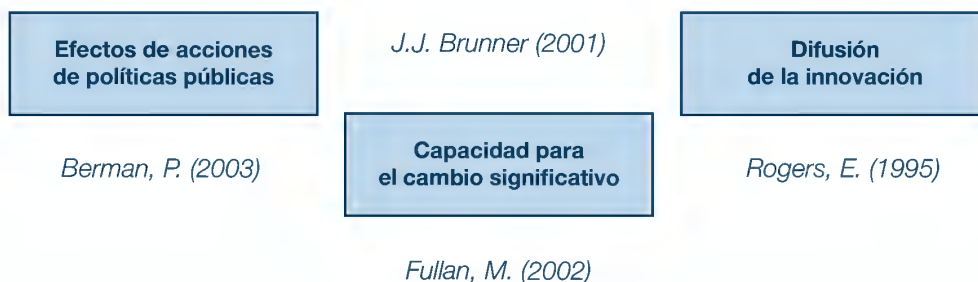 Efectos de acciones
de políticas públicas
Berman, P. (2003)
J.J. Brunner (2001)
Capacidad para
el cambio significativo
Fullan, M. (2002)
Difusión
de la innovación
Rogers, E. (1995)